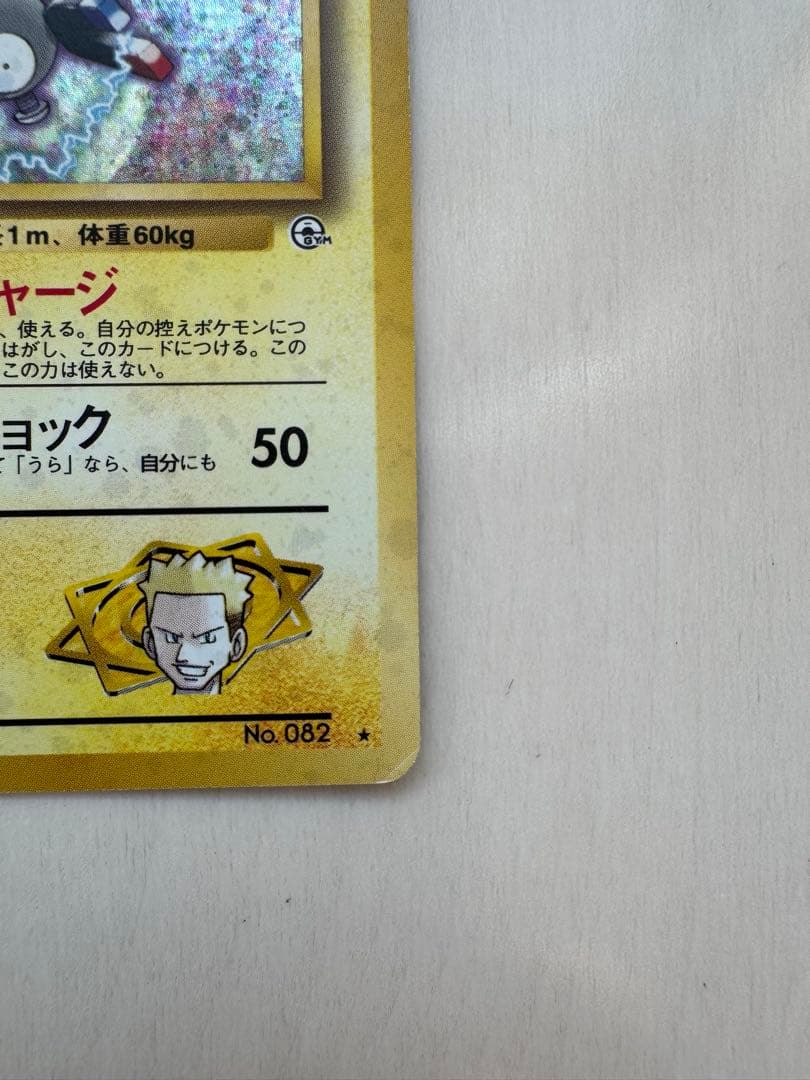 1m、体重60kg
GYM
ャージ
、使える。自分の控えポケモンにつ
はがし、このカードにつける。この
この力は使えない。
ョック
50
て「うら」なら、自分にも
No. 082 ★